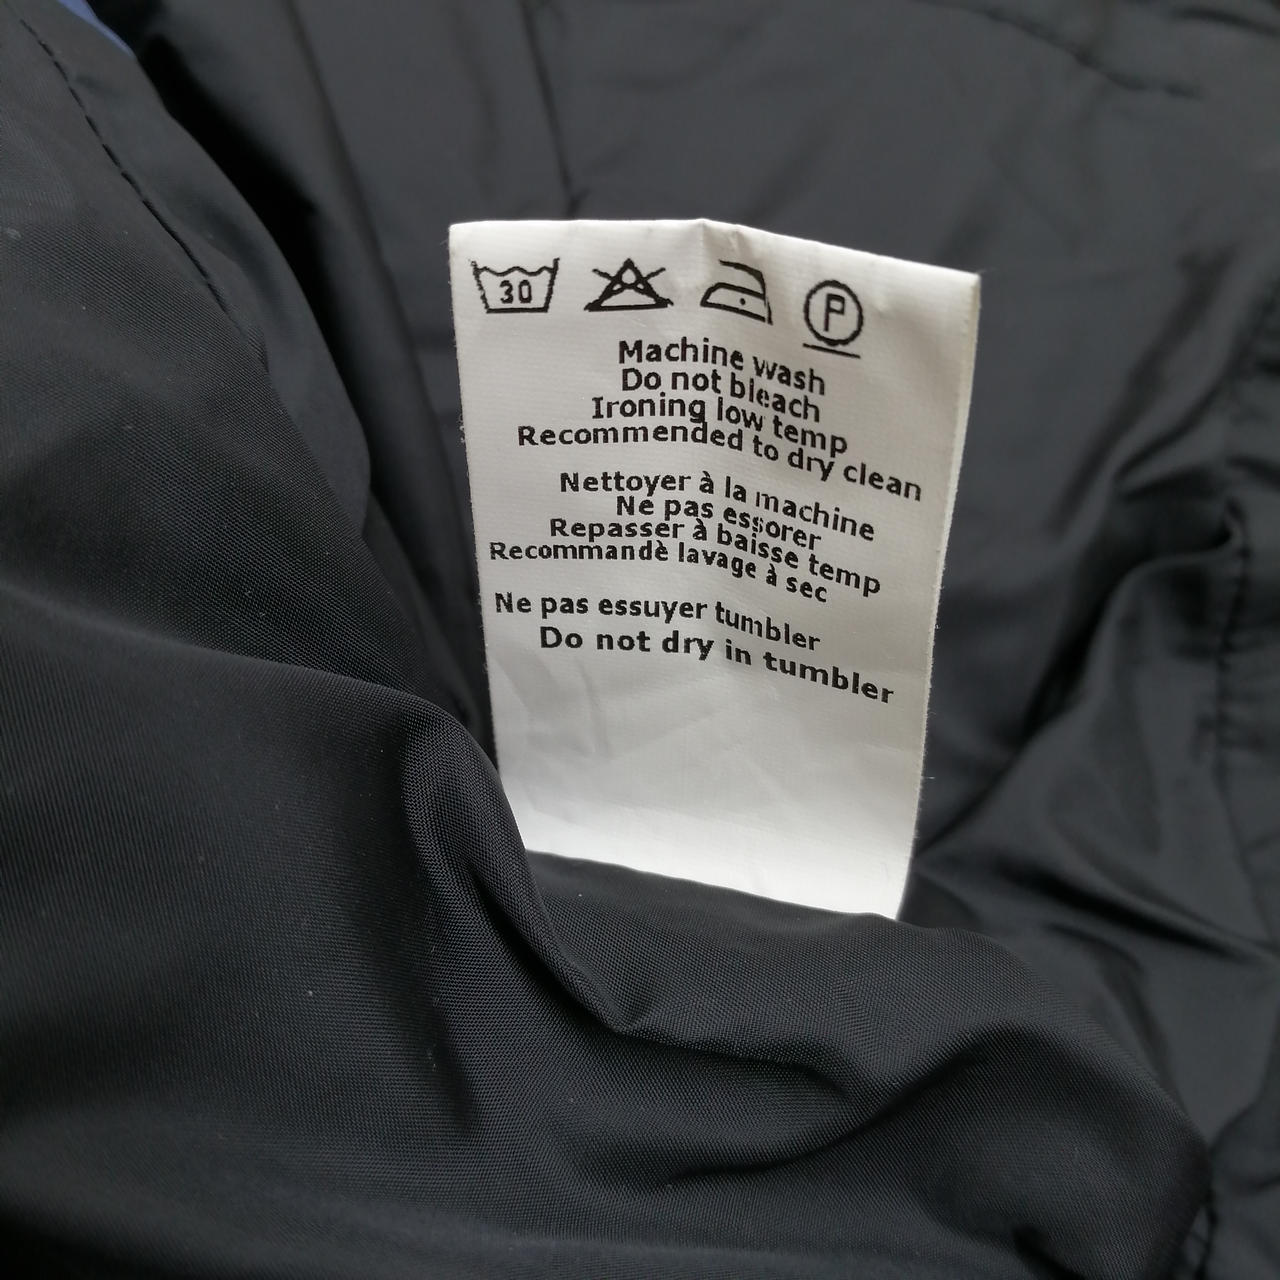 30
P
Machine wash
Do not bleach
Ironing low temp
Recommended to dry clean
Nettoyer à la machine
Ne pas essorer
Repasser à baisse temp
Recommandè lavage à sec
Ne pas essuyer tumbler
Do not dry in tumbler